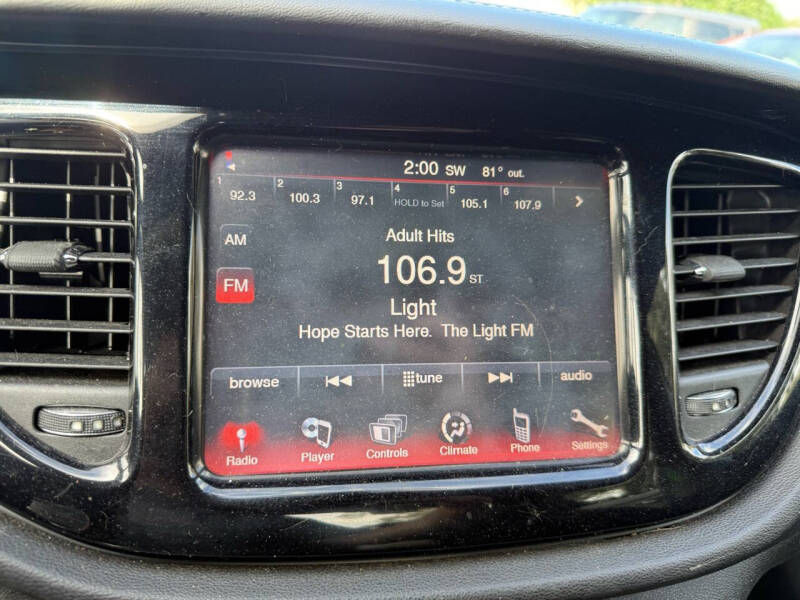 2:00 SW 81° out.
1 92.3 2 100.3 3 97.1 4 HOLD to Set 5 105.1 6 107.9
AM
Adult Hits
106.9 ST
FM
Light
Hope Starts Here. The Light FM
browse tune audio
Radio Player Controls Climate Phone Settings